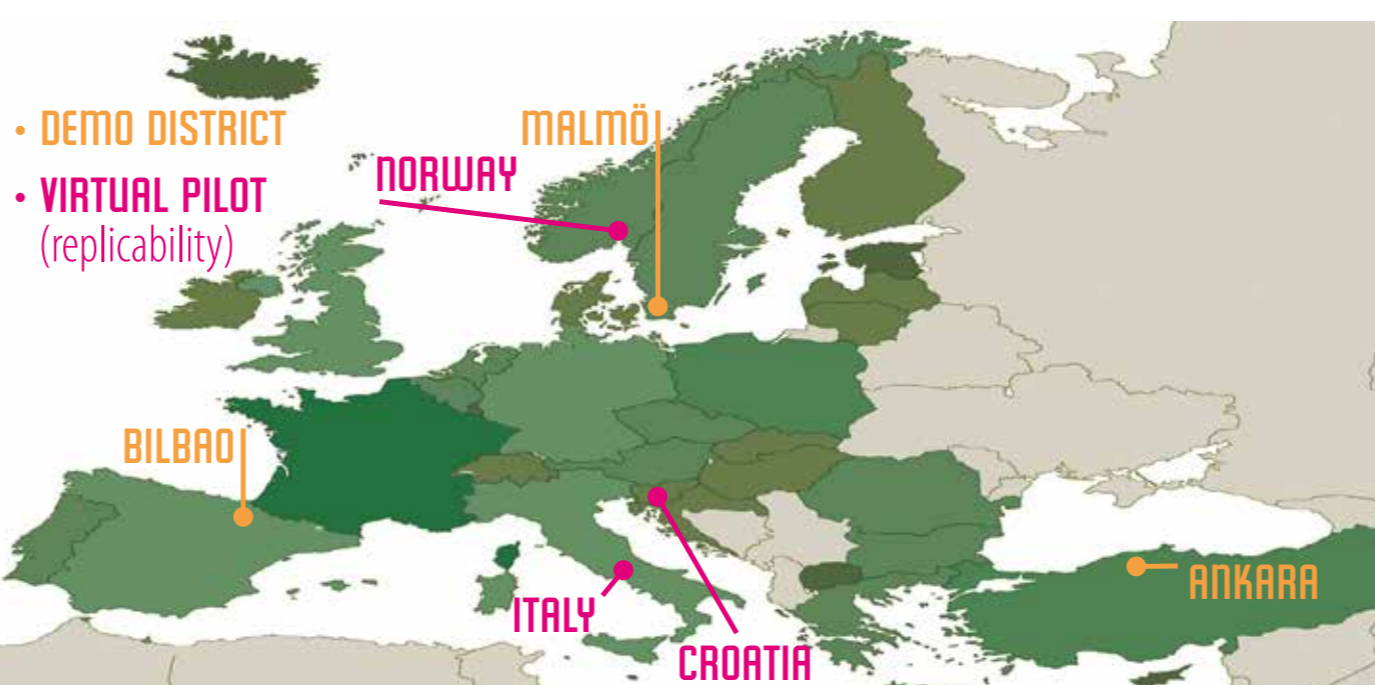 • DEMO DISTRICT
• VIRTUAL PILOT
(replicability)
MALMÖ
NORWAY
BILBAO
ANKARA
ITALY
CROATIA